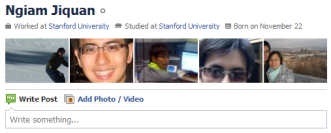 Ngiam Jiquan
Worked at Stanford University Studied at Stanford University Born on November 22
Write Post Add Photo / Video
Write something...